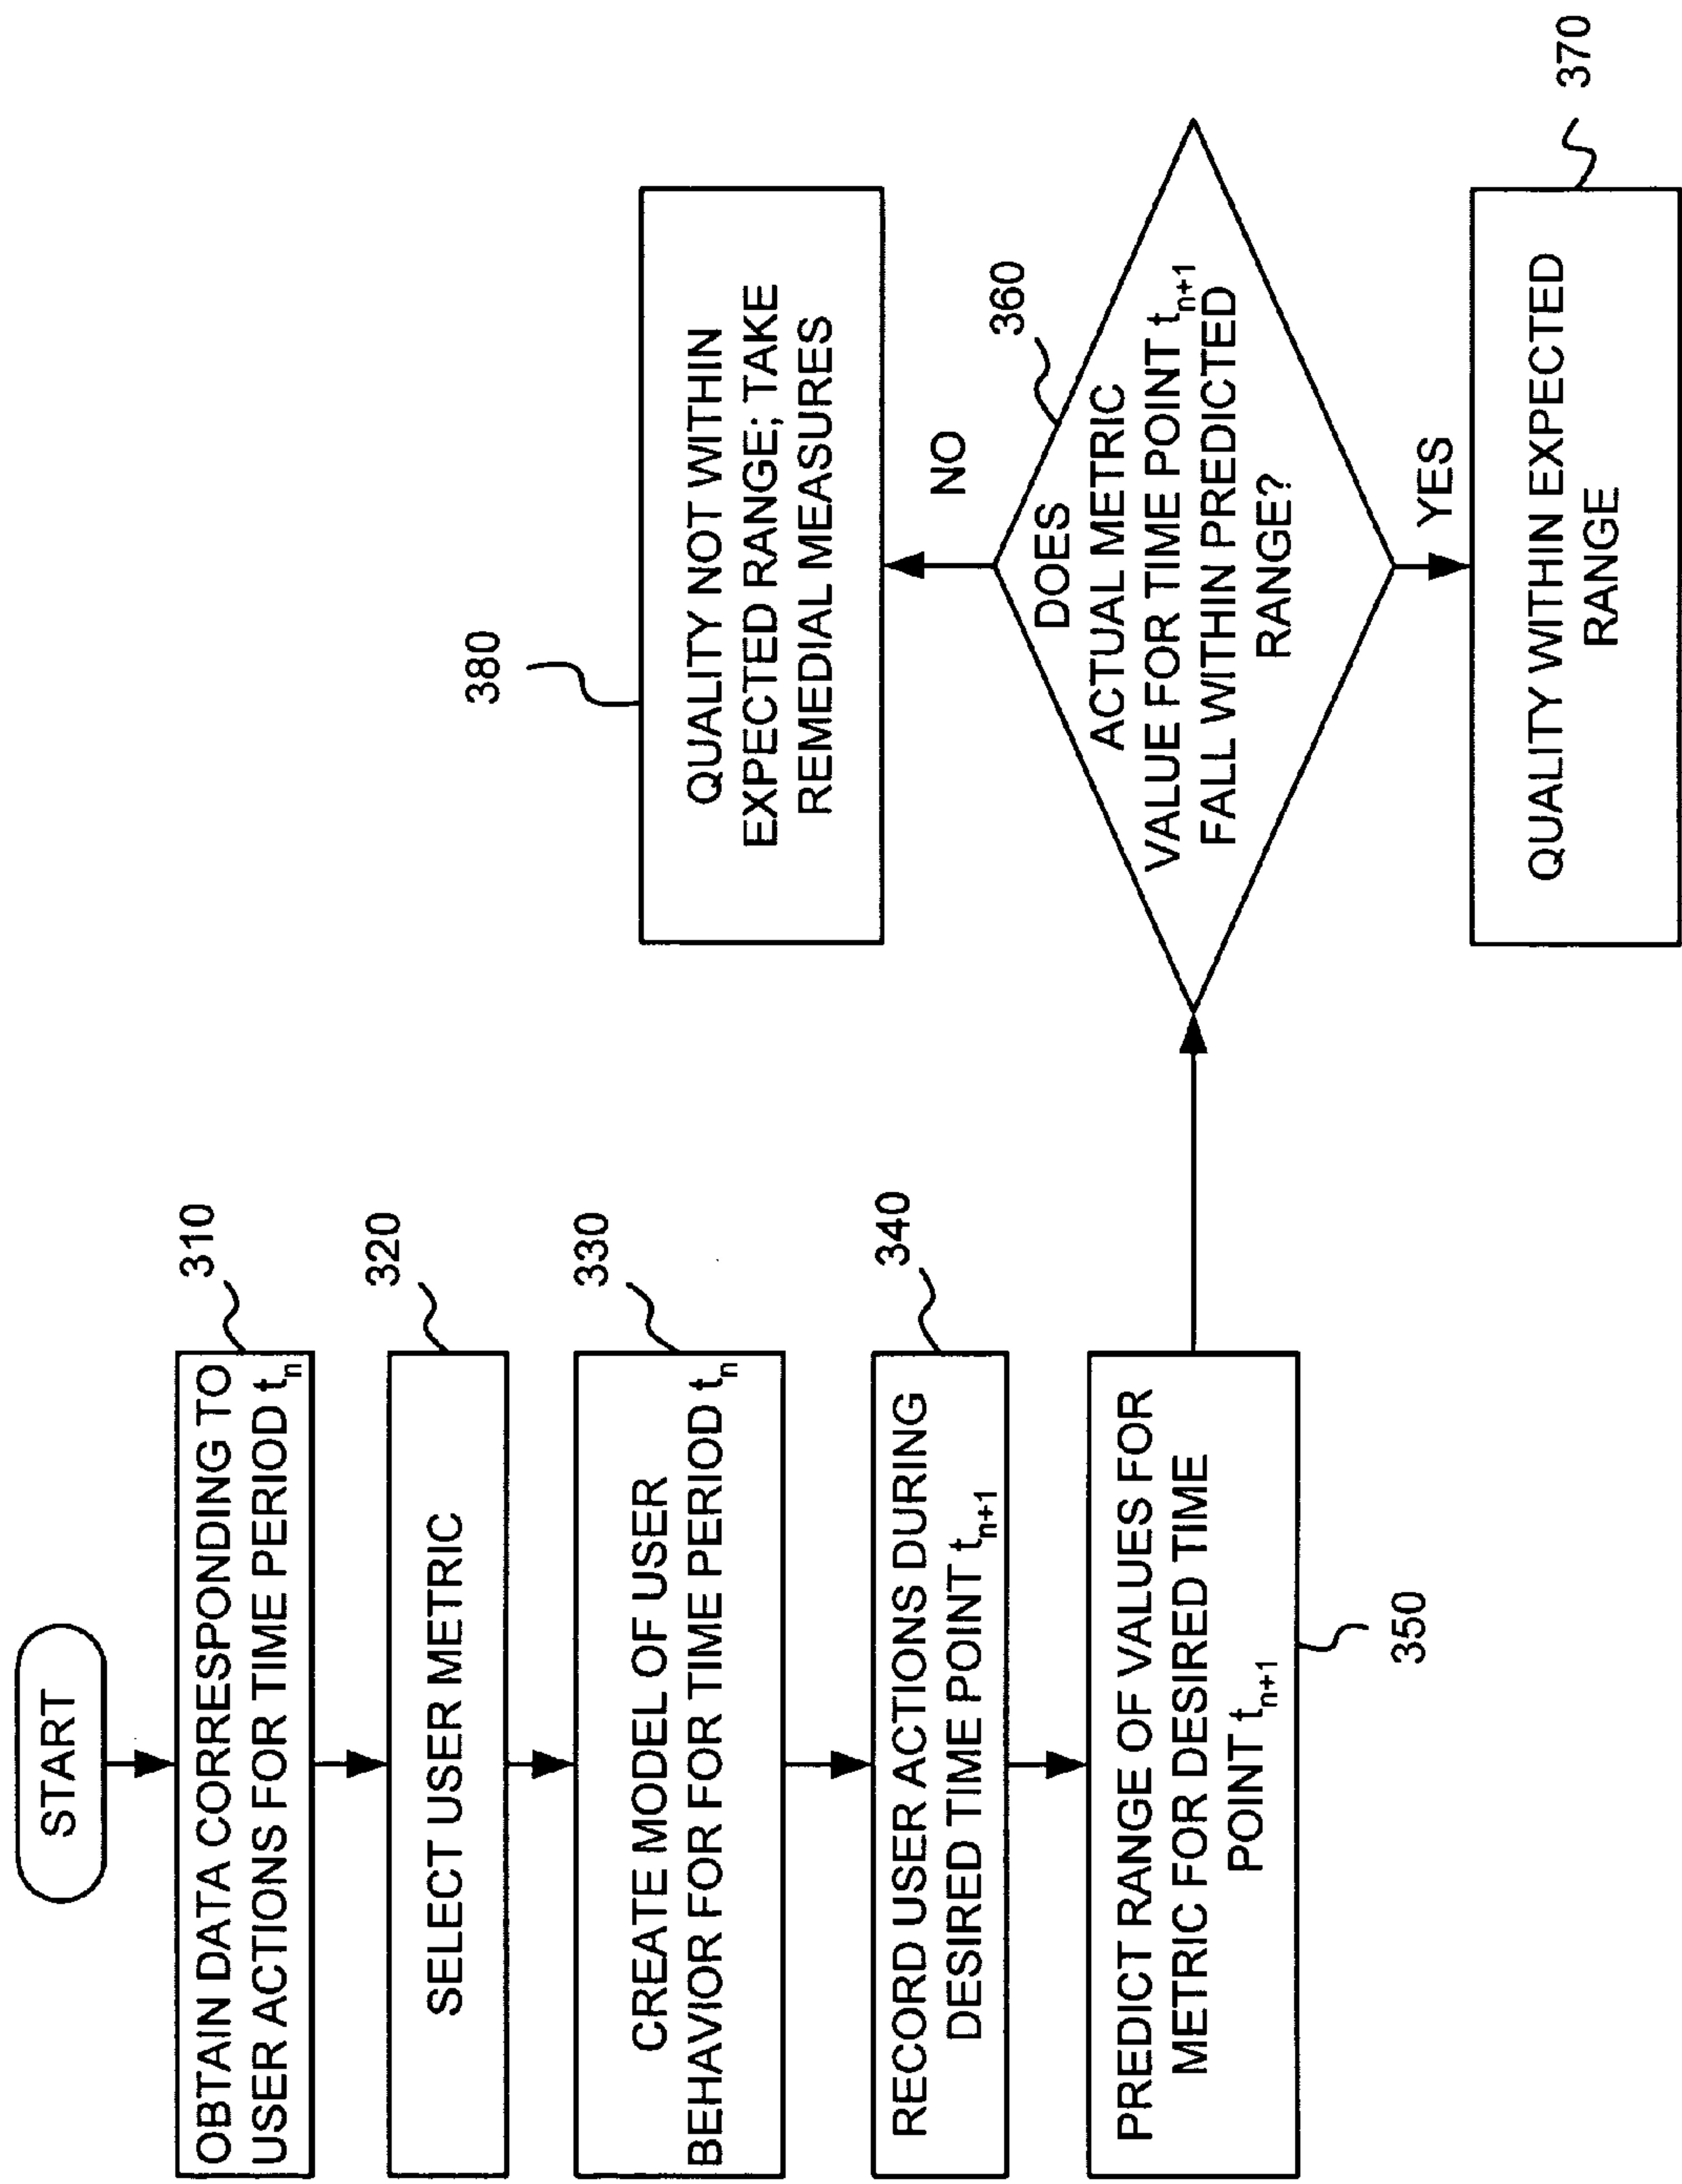 START
OBTAIN DATA CORRESPONDING TO
USER ACTIONS FOR TIME PERIOD tn
310
SELECT USER METRIC
320
CREATE MODEL OF USER
BEHAVIOR FOR TIME PERIOD tn
330
RECORD USER ACTIONS DURING
DESIRED TIME POINT tn+1
340
PREDICT RANGE OF VALUES FOR
METRIC FOR DESIRED TIME
POINT tn+1
350
DOES
ACTUAL METRIC
VALUE FOR TIME POINT tn+1
FALL WITHIN PREDICTED
RANGE?
360
NO
QUALITY NOT WITHIN
EXPECTED RANGE; TAKE
REMEDIAL MEASURES
380
YES
QUALITY WITHIN EXPECTED
RANGE
370